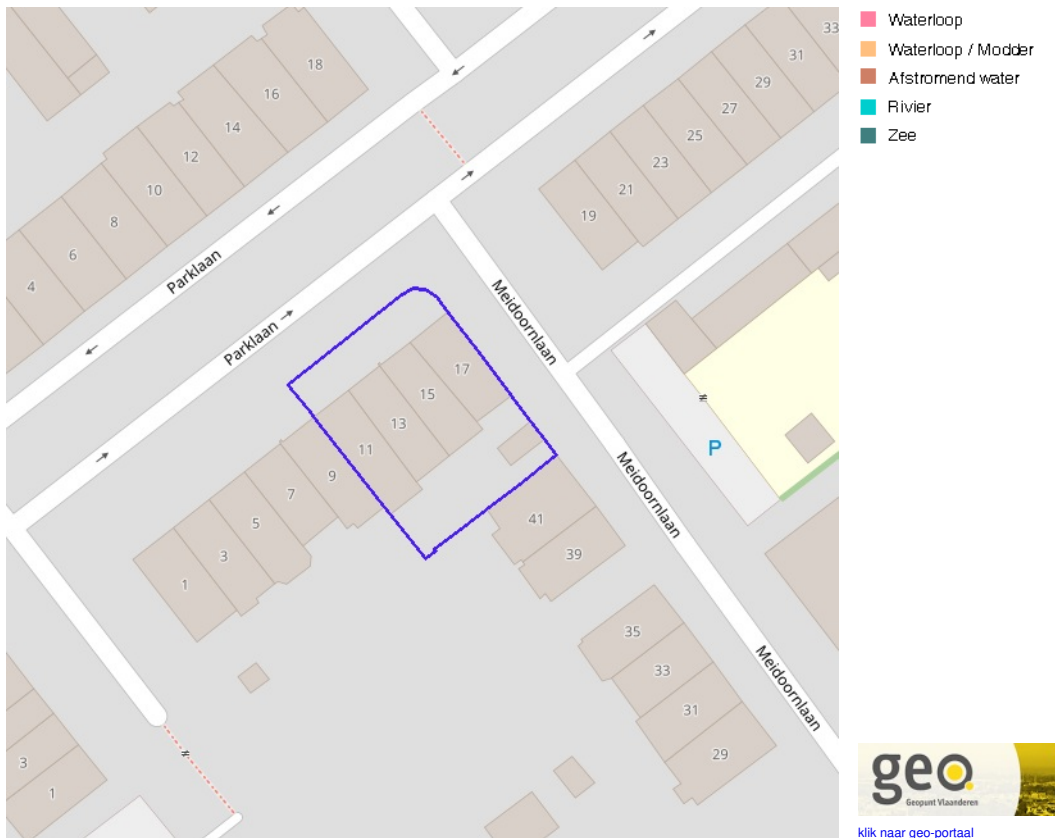 Waterloop
Waterloop / Modder
Afstromend water
Rivier
Zee
18
16
14
12
10
8
6
4
33
31
29
27
25
23
21
19
Parklaan
Parklaan
Meidoornlaan
Meidoornlaan
Meidoornlaan
17
15
13
11
9
7
5
3
1
P
41
39
35
33
31
29
3
1
geo
Geopunt Vlaanderen
klik naar geo-portaal